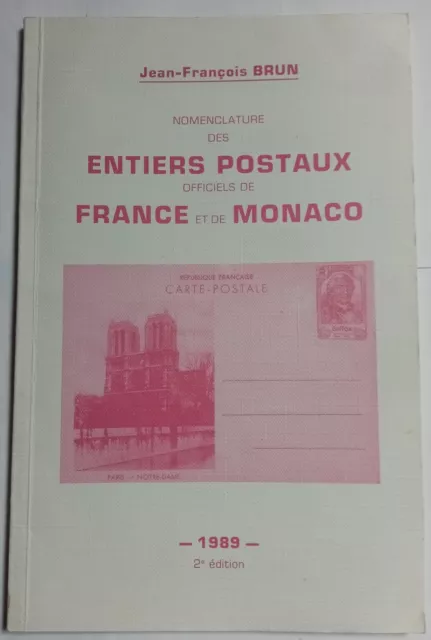 Jean-François BRUN
NOMENCLATURE
DES
ENTIERS POSTAUX
OFFICIELS DE
FRANCE ET DE MONACO
REPUBLIQUE FRANÇAISE
CARTE-POSTALE
PARIS — NOTRE-DAME
— 1989 —
2e édition